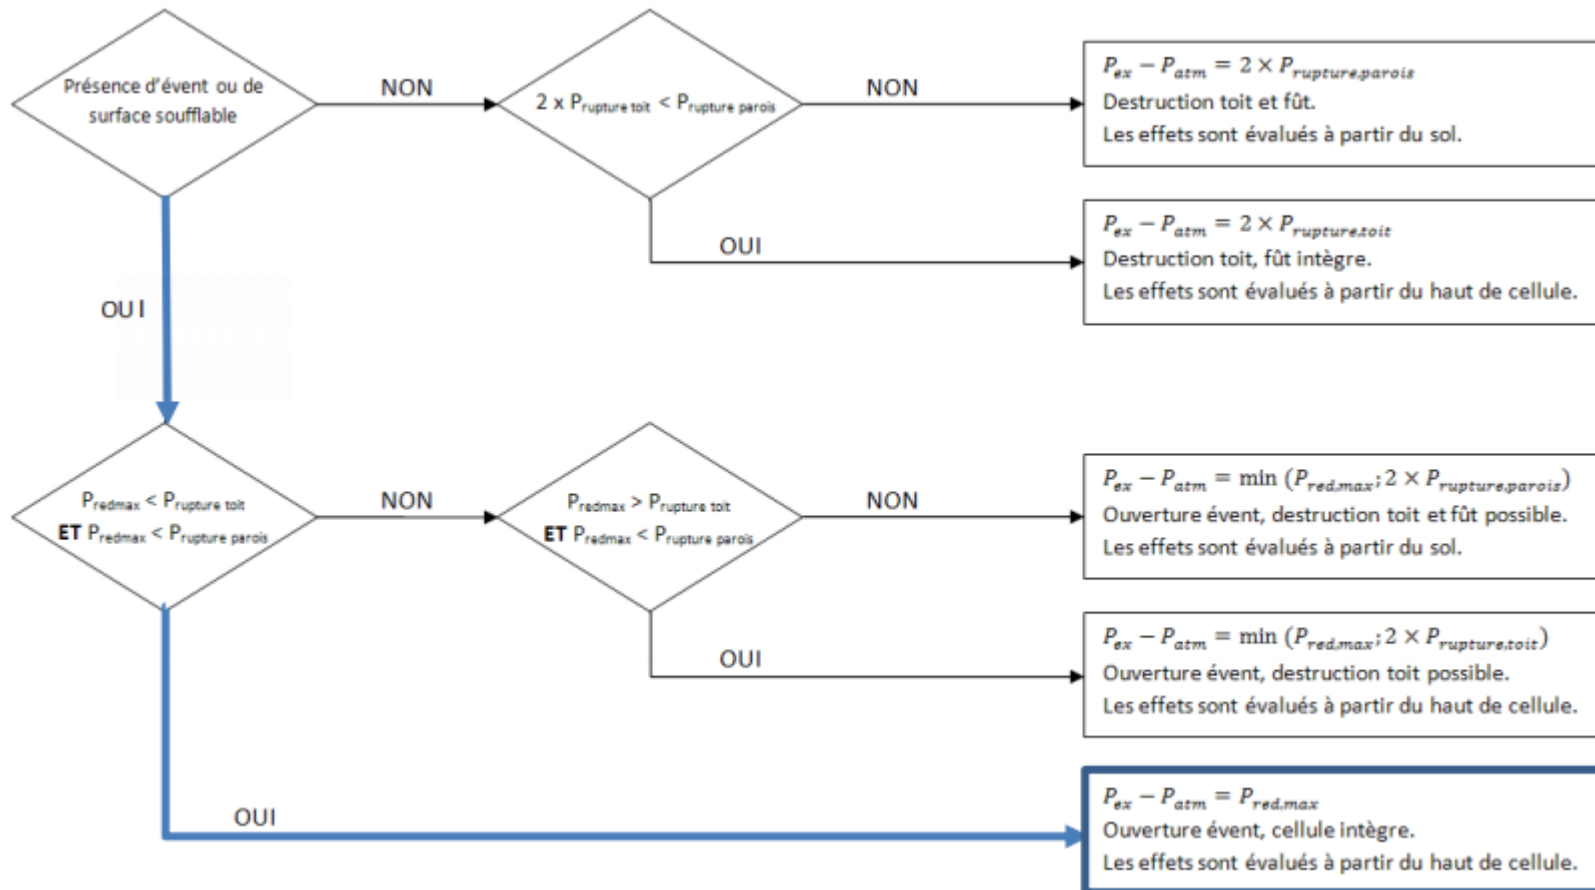 Présence d'évent ou de
surface soufflable
NON
2 x Prupture toit < Prupture parois
NON
Pex − Patm = 2 × Prupture,parois
Destruction toit et fût.
Les effets sont évalués à partir du sol.
OUI
Pex − Patm = 2 × Prupture,toit
Destruction toit, fût intègre.
Les effets sont évalués à partir du haut de cellule.
OUI
Predmax < Prupture toit
ET Predmax < Prupture parois
NON
Predmax > Prupture toit
ET Predmax < Prupture parois
NON
Pex − Patm = min (Pred,max; 2 × Prupture,parois)
Ouverture évent, destruction toit et fût possible.
Les effets sont évalués à partir du sol.
OUI
Pex − Patm = min (Pred,max; 2 × Prupture,toit)
Ouverture évent, destruction toit possible.
Les effets sont évalués à partir du haut de cellule.
OUI
Pex − Patm = Pred,max
Ouverture évent, cellule intègre.
Les effets sont évalués à partir du haut de cellule.